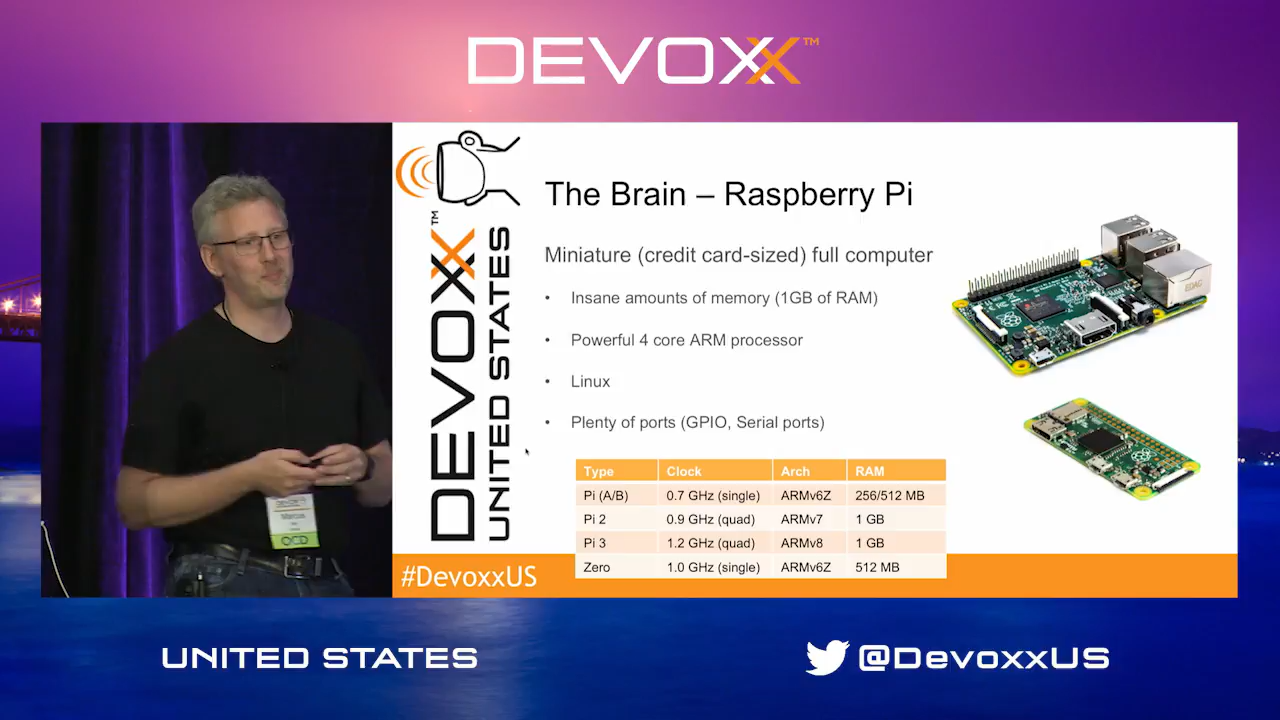 DEVOXX™
DEVOXX™
UNITED STATES
The Brain – Raspberry Pi
Miniature (credit card-sized) full computer
• Insane amounts of memory (1GB of RAM)
• Powerful 4 core ARM processor
• Linux
• Plenty of ports (GPIO, Serial ports)
Type Clock Arch RAM
Pi (A/B) 0.7 GHz (single) ARMv6Z 256/512 MB
Pi 2 0.9 GHz (quad) ARMv7 1 GB
Pi 3 1.2 GHz (quad) ARMv8 1 GB
Zero 1.0 GHz (single) ARMv6Z 512 MB
#DevoxxUS
Marcus
UNITED STATES
@DevoxxUS